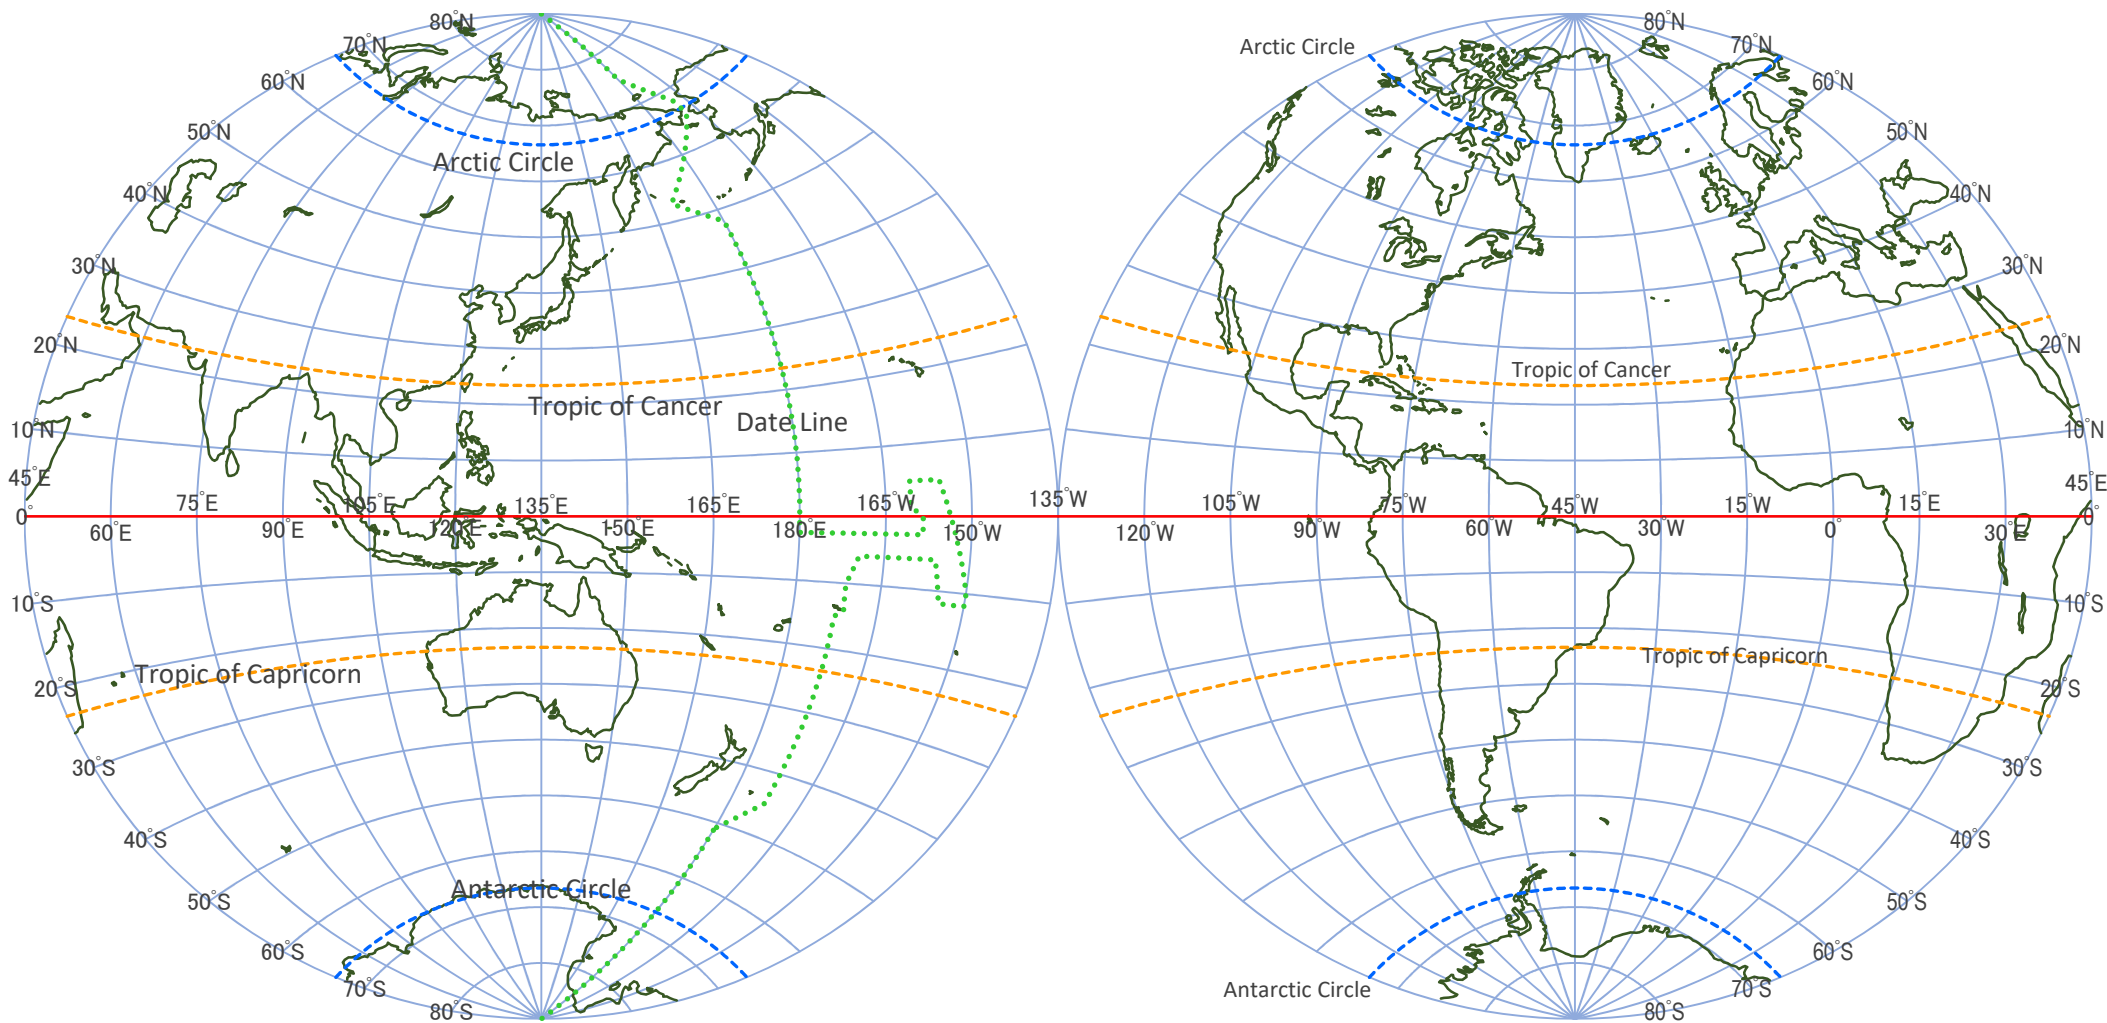 80°N
80°N
70°N
Arctic Circle
70°N
60°N
60°N
50°N
50°N
Arctic Circle
40°N
40°N
30°N
30°N
20°N
20°N
Tropic of Cancer
Tropic of Cancer
Date Line
10°N
10°N
45°E
75°E
105°E
135°E
165°E
165°W
135°W
105°W
75°W
45°W
15°W
15°E
45°E
0°
60°E
90°E
120°E
150°E
180°
150°W
120°W
90°W
60°W
30°W
0°
30°E
0°
10°S
10°S
Tropic of Capricorn
Tropic of Capricorn
20°S
20°S
30°S
30°S
40°S
40°S
Antarctic Circle
50°S
50°S
60°S
60°S
70°S
Antarctic Circle
70°S
80°S
80°S